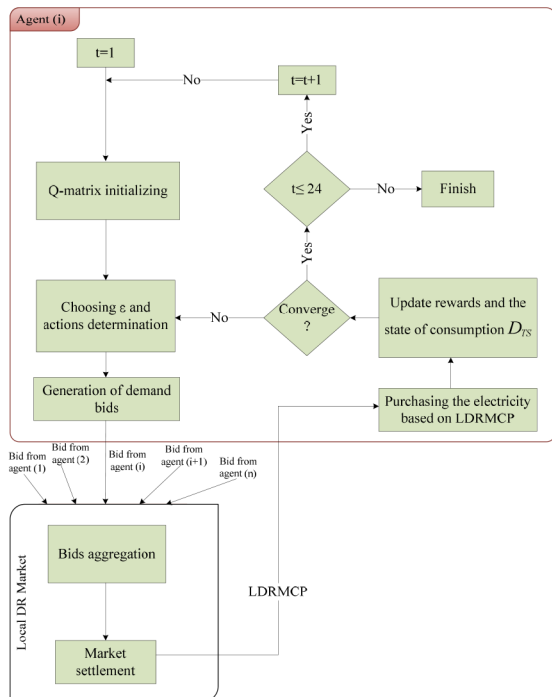 Agent (i)
t=1
No
t=t+1
Yes
Q-matrix initializing
t≤ 24
No
Finish
Yes
Choosing ε and
actions determination
No
Converge
?
Update rewards and the
state of consumption D_TS
Generation of demand
bids
Purchasing the electricity
based on LDRMCP
Bid from
agent (1)
Bid from
agent (2)
Bid from
agent (i)
Bid from
agent (i+1)
Bid from
agent (n)
Local DR Market
Bids aggregation
LDRMCP
Market
settlement